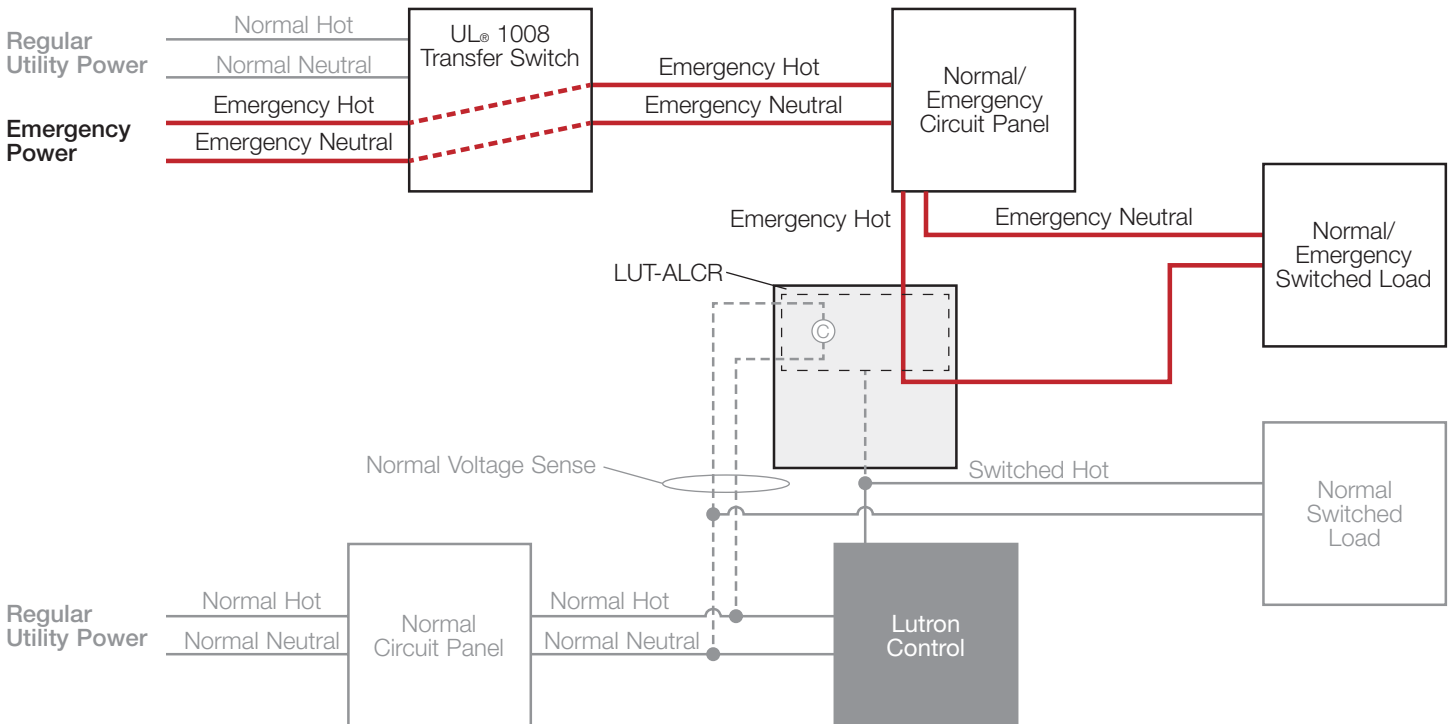 Regular
Utility Power
Normal Hot
Normal Neutral
Emergency
Power
Emergency Hot
Emergency Neutral
UL® 1008
Transfer Switch
Emergency Hot
Emergency Neutral
Normal/
Emergency
Circuit Panel
Emergency Hot
Emergency Neutral
Normal/
Emergency
Switched Load
LUT-ALCR
C
Normal Voltage Sense
Switched Hot
Normal
Switched
Load
Regular
Utility Power
Normal Hot
Normal Neutral
Normal
Circuit Panel
Normal Hot
Normal Neutral
Lutron
Control